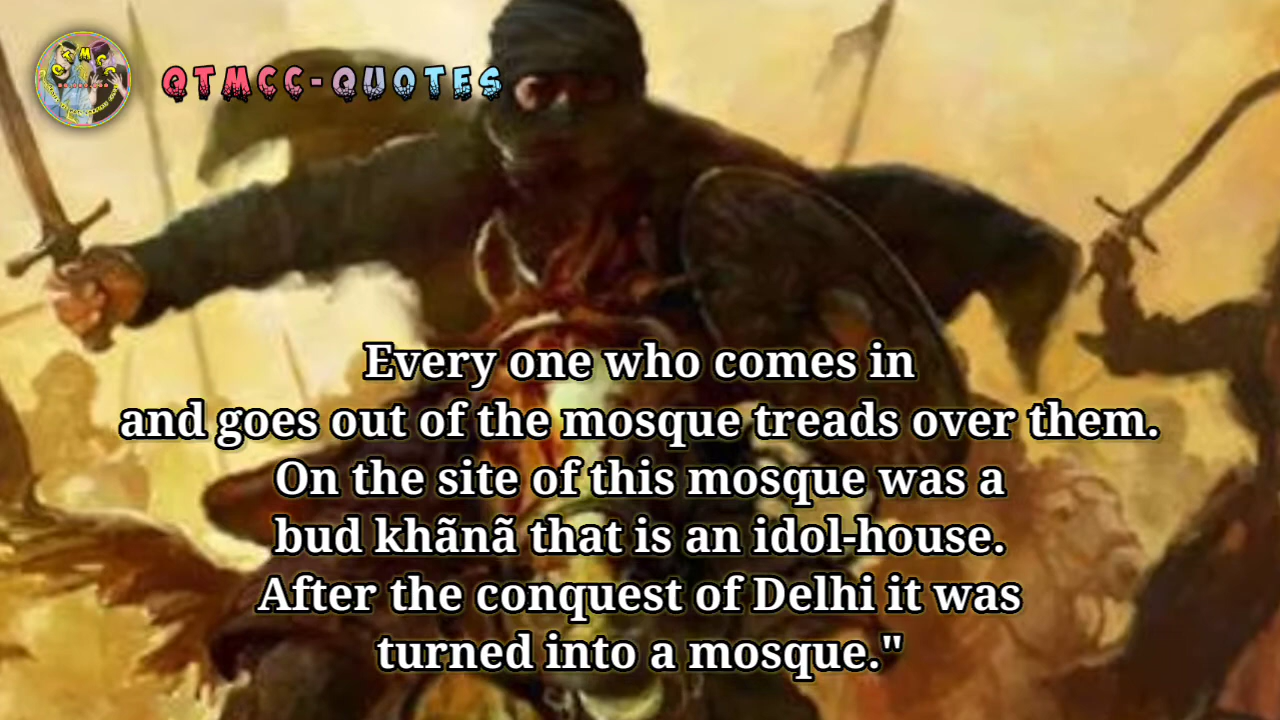 QTMCC-QUOTES
Every one who comes in
and goes out of the mosque treads over them.
On the site of this mosque was a
bud khãnã that is an idol-house.
After the conquest of Delhi it was
turned into a mosque."